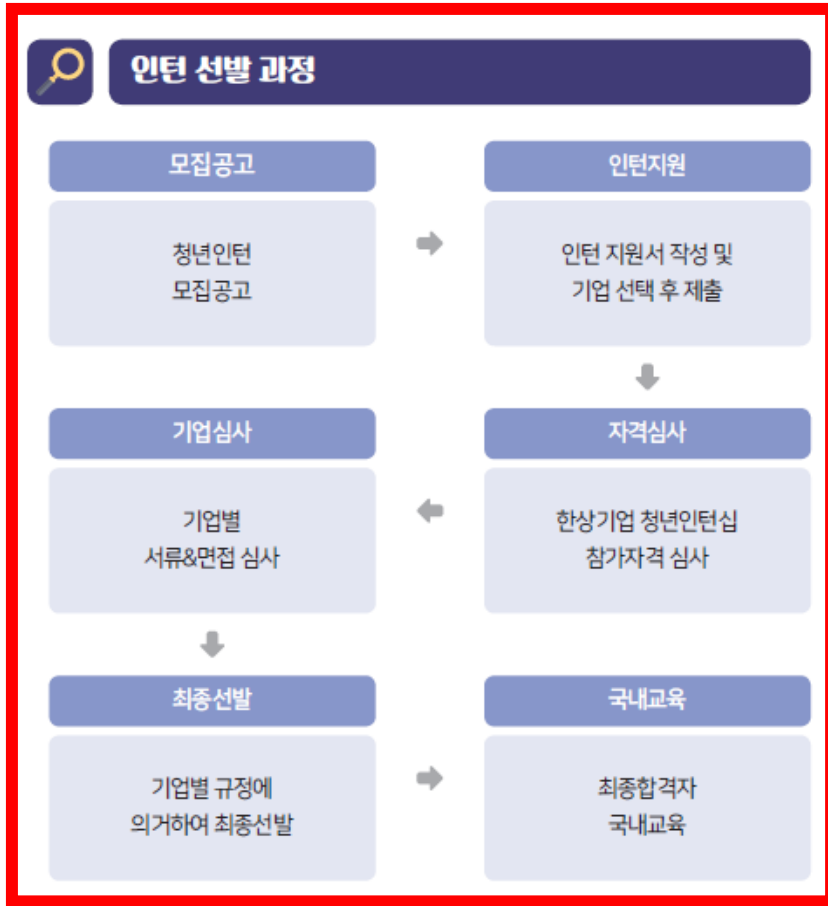 인턴 선발 과정
모집공고
청년인턴
모집공고
인턴지원
인턴 지원서 작성 및
기업 선택 후 제출
자격심사
한상기업 청년인턴십
참가자격 심사
기업심사
기업별
서류&면접 심사
최종선발
기업별 규정에
의거하여 최종선발
국내교육
최종합격자
국내교육